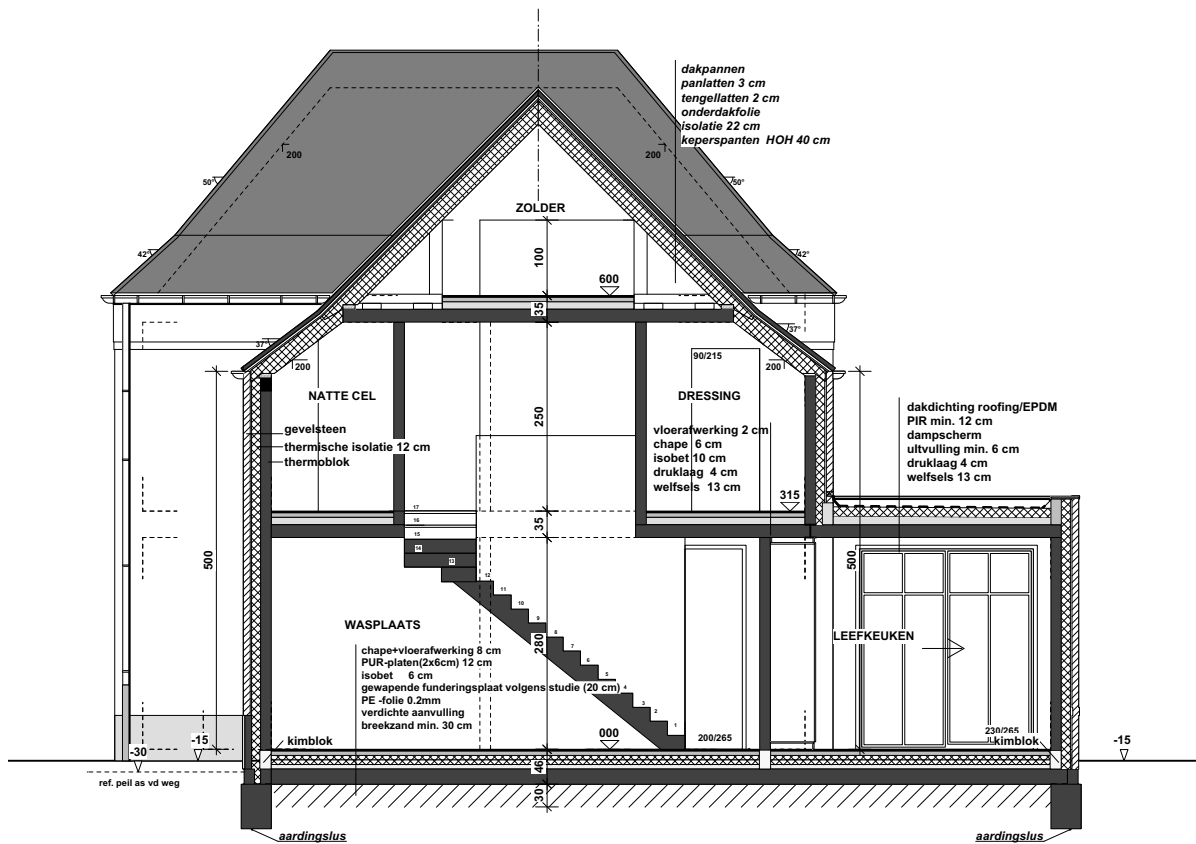 dakpannen
panlatten 3 cm
tengellatten 2 cm
onderdakfolie
isolatie 22 cm
keperspanten HOH 40 cm
200
200
50°
50°
ZOLDER
42°
42°
100
600
35
37°
37°
200
200
90/215
NATTE CEL
DRESSING
250
gevelsteen
thermische isolatie 12 cm
thermoblok
vloerafwerking 2 cm
chape 6 cm
isobet 10 cm
druklaag 4 cm
welfsels 13 cm
dakdichting roofing/EPDM
PIR min. 12 cm
dampscherm
uitvulling min. 6 cm
druklaag 4 cm
welfsels 13 cm
315
17
16
15
14
13
12
11
10
9
8
7
6
5
4
3
2
1
35
500
500
280
WASPLAATS
LEEFKEUKEN
chape+vloerafwerking 8 cm
PUR-platen(2x6cm) 12 cm
isobet 6 cm
gewapende funderingsplaat volgens studie (20 cm)
PE -folie 0.2mm
verdichte aanvulling
breekzand min. 30 cm
kimblok
000
200/265
230/265
kimblok
-30
-15
-15
ref. peil as vd weg
46
30
aardingslus
aardingslus